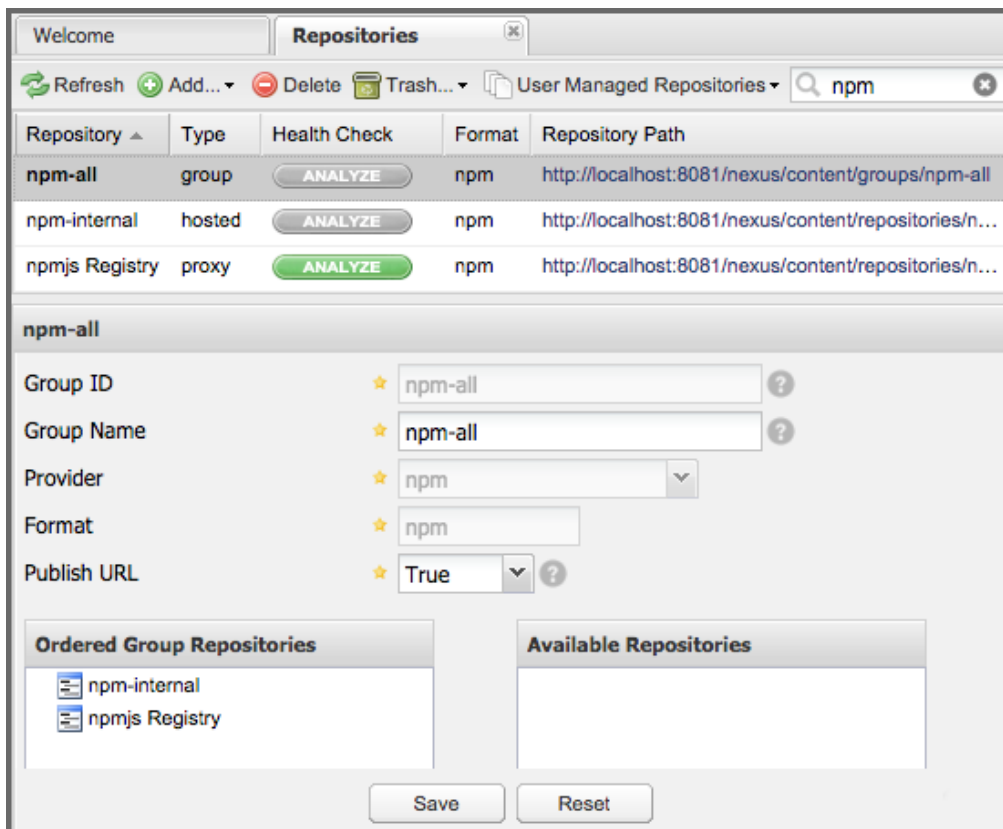 Welcome Repositories
Refresh Add... Delete Trash... User Managed Repositories npm
Repository Type Health Check Format Repository Path
npm-all group ANALYZE npm http://localhost:8081/nexus/content/groups/npm-all
npm-internal hosted ANALYZE npm http://localhost:8081/nexus/content/repositories/n...
npmjs Registry proxy ANALYZE npm http://localhost:8081/nexus/content/repositories/n...
npm-all
Group ID npm-all ?
Group Name npm-all ?
Provider npm
Format npm
Publish URL True ?
Ordered Group Repositories Available Repositories
npm-internal
npmjs Registry
Save Reset